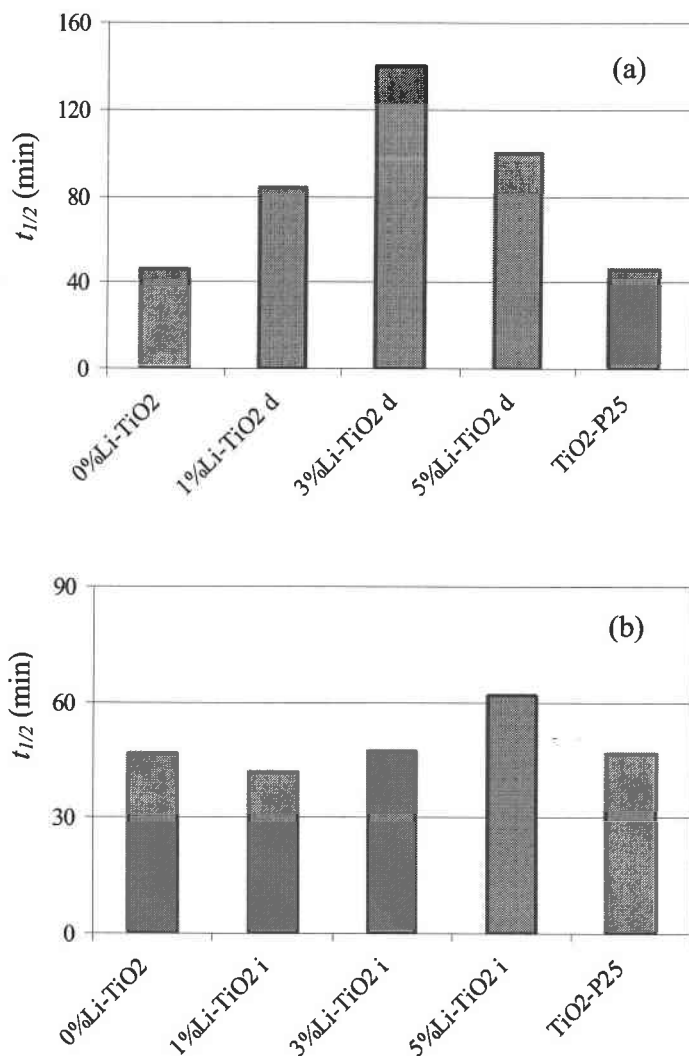 160
(a)
120
80
40
0
t1/2 (min)
0%Li-TiO2
1%Li-TiO2 d
3%Li-TiO2 d
5%Li-TiO2 d
TiO2-P25
90
(b)
60
30
0
t1/2 (min)
0%Li-TiO2
1%Li-TiO2 i
3%Li-TiO2 i
5%Li-TiO2 i
TiO2-P25